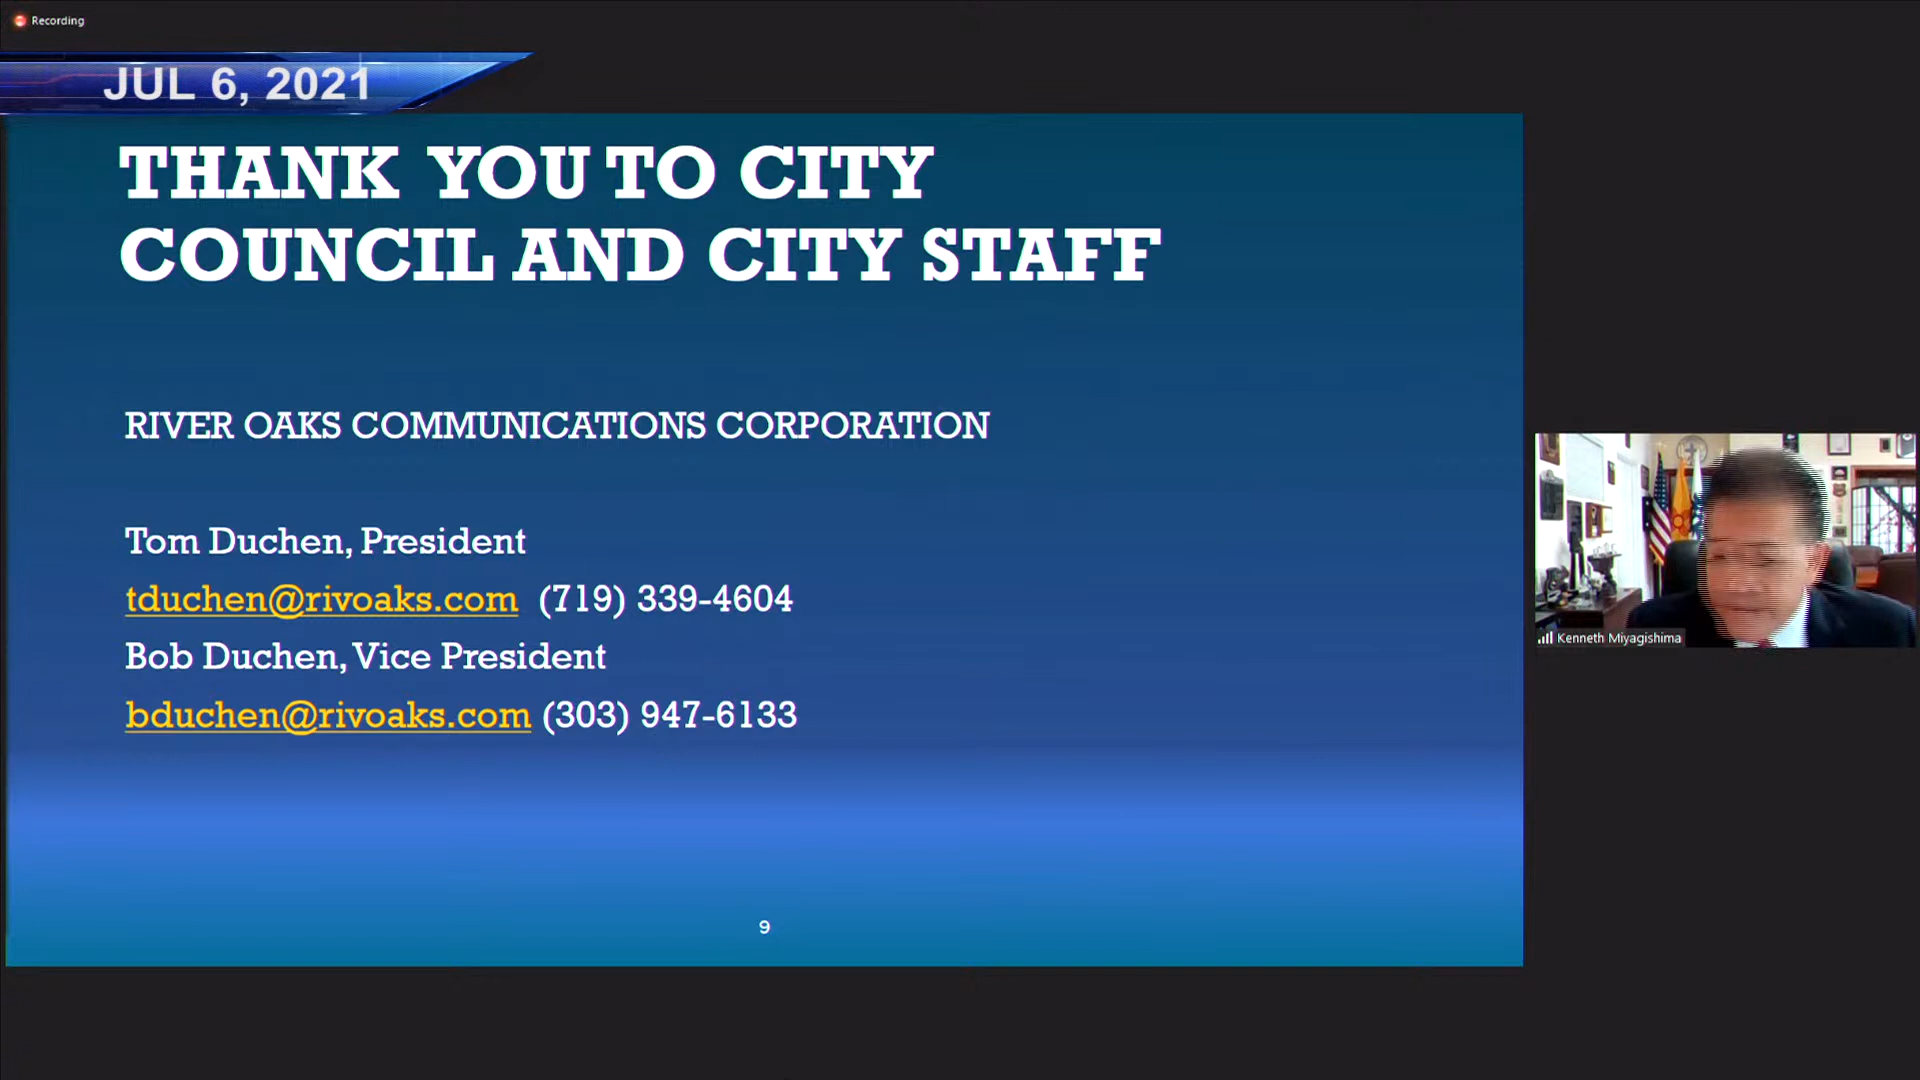 Recording
JUL 6, 2021
THANK YOU TO CITY
COUNCIL AND CITY STAFF
RIVER OAKS COMMUNICATIONS CORPORATION
Tom Duchen, President
tduchen@rivoaks.com (719) 339-4604
Bob Duchen, Vice President
bduchen@rivoaks.com (303) 947-6133
Kenneth Miyagishima
9